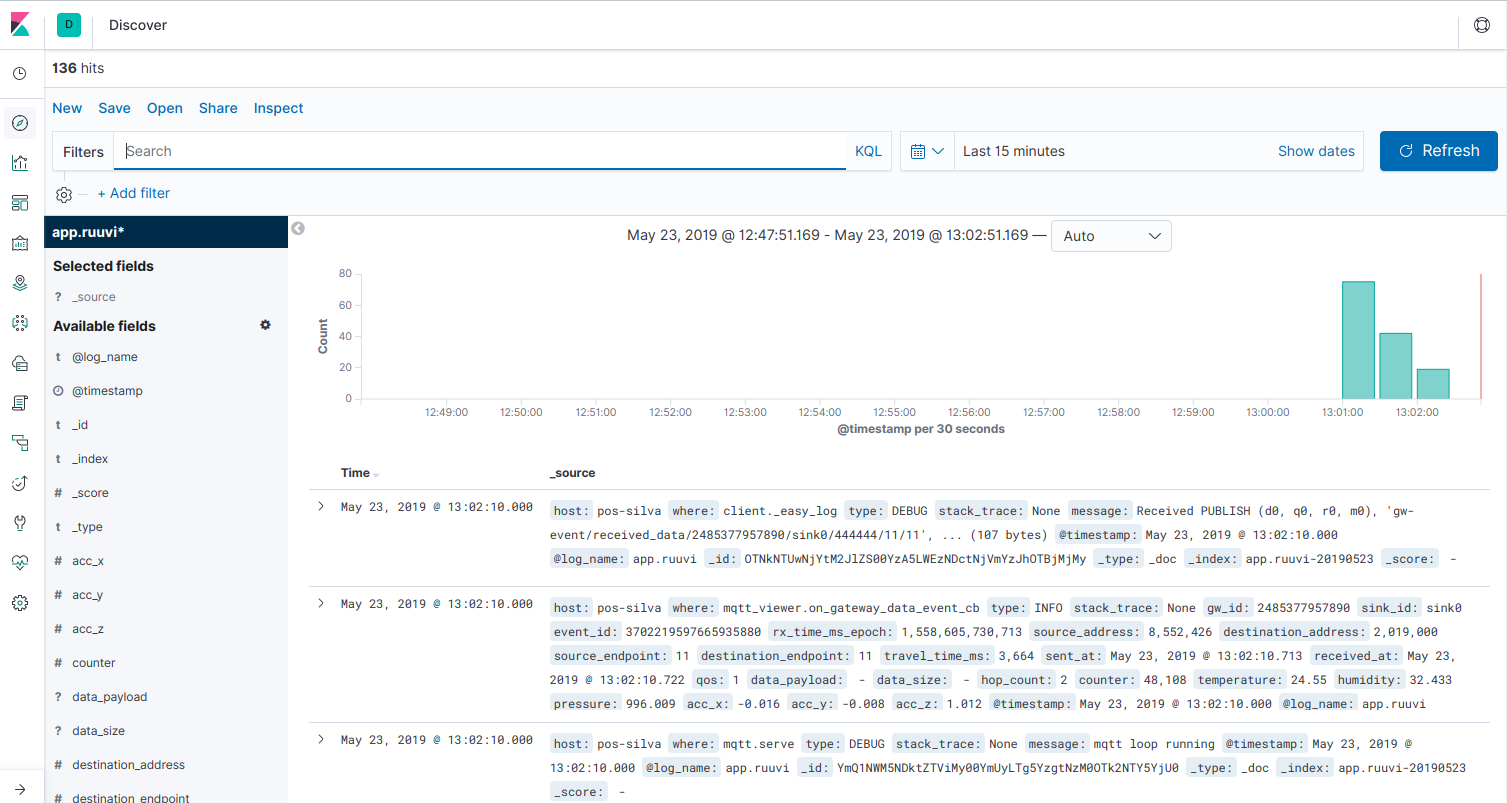 D Discover
136 hits
New Save Open Share Inspect
Filters Search KQL Last 15 minutes Show dates Refresh
+ Add filter
app.ruuvi*
Selected fields
? _source
Available fields
t @log_name
@timestamp
t _id
t _index
# _score
t _type
# acc_x
# acc_y
# acc_z
# counter
? data_payload
? data_size
# destination_address
# destination_endpoint
May 23, 2019 @ 12:47:51.169 - May 23, 2019 @ 13:02:51.169 — Auto
Count
80
60
40
20
0
12:49:00 12:50:00 12:51:00 12:52:00 12:53:00 12:54:00 12:55:00 12:56:00 12:57:00 12:58:00 12:59:00 13:00:00 13:01:00 13:02:00
@timestamp per 30 seconds
Time _source
May 23, 2019 @ 13:02:10.000 host: pos-silva where: client._easy_log type: DEBUG stack_trace: None message: Received PUBLISH (d0, q0, r0, m0), 'gw-
event/received_data/2485377957890/sink0/444444/11/11', ... (107 bytes) @timestamp: May 23, 2019 @ 13:02:10.000
@log_name: app.ruuvi _id: OTNkNTUwNjYtM2JlZS00YzA5LWEzNDctNjVmYzJhOTBjMjMy _type: _doc _index: app.ruuvi-20190523 _score: -
May 23, 2019 @ 13:02:10.000 host: pos-silva where: mqtt_viewer.on_gateway_data_event_cb type: INFO stack_trace: None gw_id: 2485377957890 sink_id: sink0
event_id: 3702219597665935880 rx_time_ms_epoch: 1,558,605,730,713 source_address: 8,552,426 destination_address: 2,019,000
source_endpoint: 11 destination_endpoint: 11 travel_time_ms: 3,664 sent_at: May 23, 2019 @ 13:02:10.713 received_at: May 23,
2019 @ 13:02:10.722 qos: 1 data_payload: - data_size: - hop_count: 2 counter: 48,108 temperature: 24.55 humidity: 32.433
pressure: 996.009 acc_x: -0.016 acc_y: -0.008 acc_z: 1.012 @timestamp: May 23, 2019 @ 13:02:10.000 @log_name: app.ruuvi
May 23, 2019 @ 13:02:10.000 host: pos-silva where: mqtt.serve type: DEBUG stack_trace: None message: mqtt loop running @timestamp: May 23, 2019 @
13:02:10.000 @log_name: app.ruuvi _id: YmQ1NWM5NDktZTViMy00YmUyLTg5YzgtNzM0OTk2NTY5YjU0 _type: _doc _index: app.ruuvi-20190523
_score: -